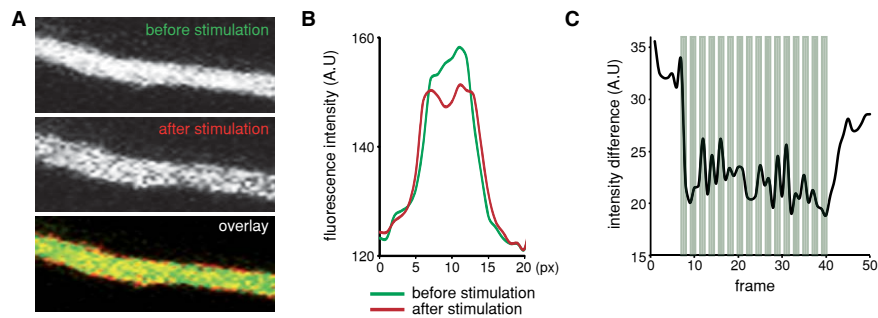 A
before stimulation
after stimulation
overlay
B
fluorescence intensity (A.U)
160
140
120
0 5 10 15 20 (px)
before stimulation
after stimulation
C
intensity difference (A.U)
35
30
25
20
15
0 10 20 30 40 50
frame